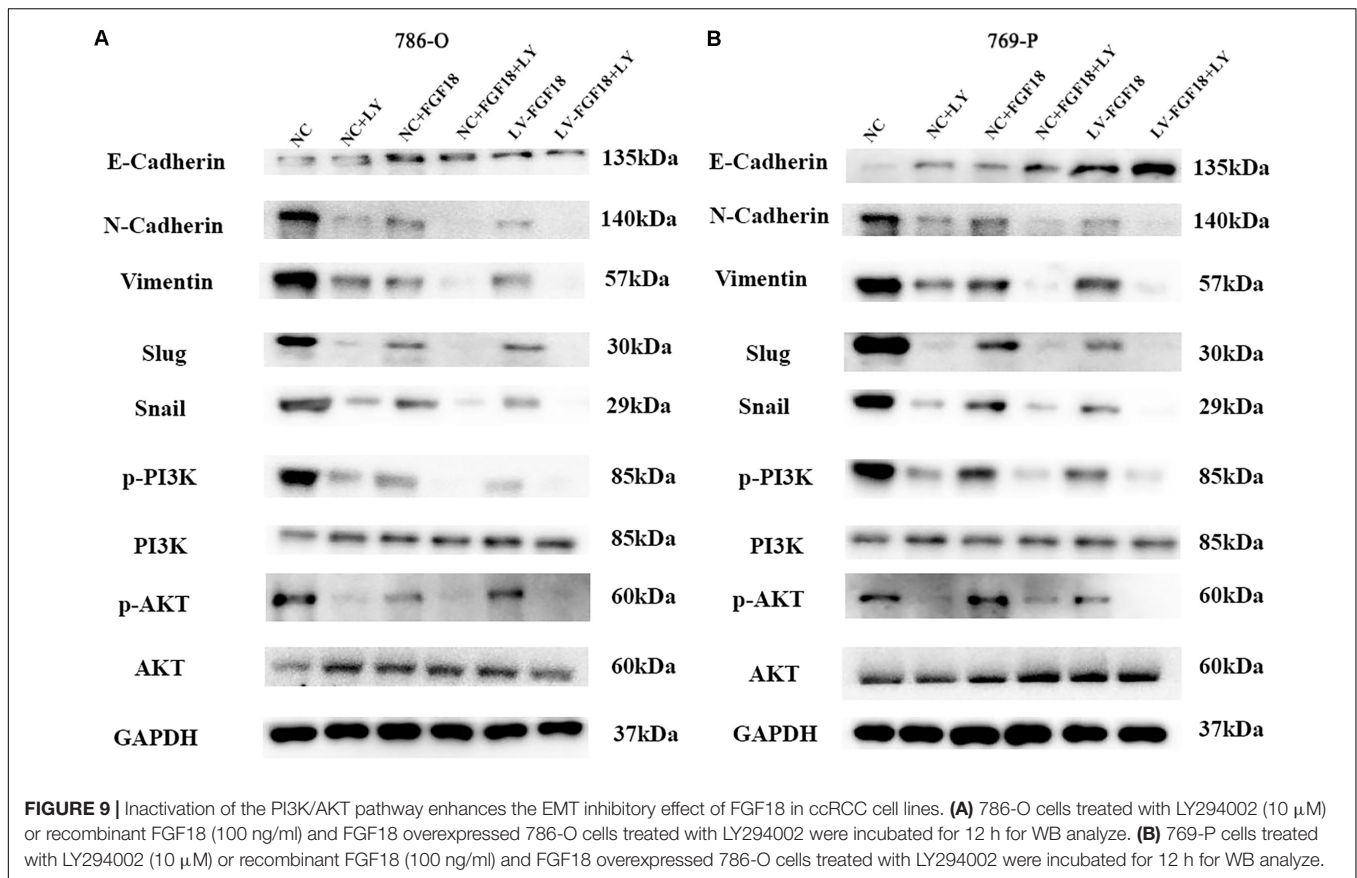 A
786-O
NC
NC+LY
NC+FGF18
NC+FGF18+LY
LV-FGF18
LV-FGF18+LY
E-Cadherin 135kDa
N-Cadherin 140kDa
Vimentin 57kDa
Slug 30kDa
Snail 29kDa
p-PI3K 85kDa
PI3K 85kDa
p-AKT 60kDa
AKT 60kDa
GAPDH 37kDa
B
769-P
NC
NC+LY
NC+FGF18
NC+FGF18+LY
LV-FGF18
LV-FGF18+LY
E-Cadherin 135kDa
N-Cadherin 140kDa
Vimentin 57kDa
Slug 30kDa
Snail 29kDa
p-PI3K 85kDa
PI3K 85kDa
p-AKT 60kDa
AKT 60kDa
GAPDH 37kDa
FIGURE 9 | Inactivation of the PI3K/AKT pathway enhances the EMT inhibitory effect of FGF18 in ccRCC cell lines. (A) 786-O cells treated with LY294002 (10 μM)
or recombinant FGF18 (100 ng/ml) and FGF18 overexpressed 786-O cells treated with LY294002 were incubated for 12 h for WB analyze. (B) 769-P cells treated
with LY294002 (10 μM) or recombinant FGF18 (100 ng/ml) and FGF18 overexpressed 786-O cells treated with LY294002 were incubated for 12 h for WB analyze.